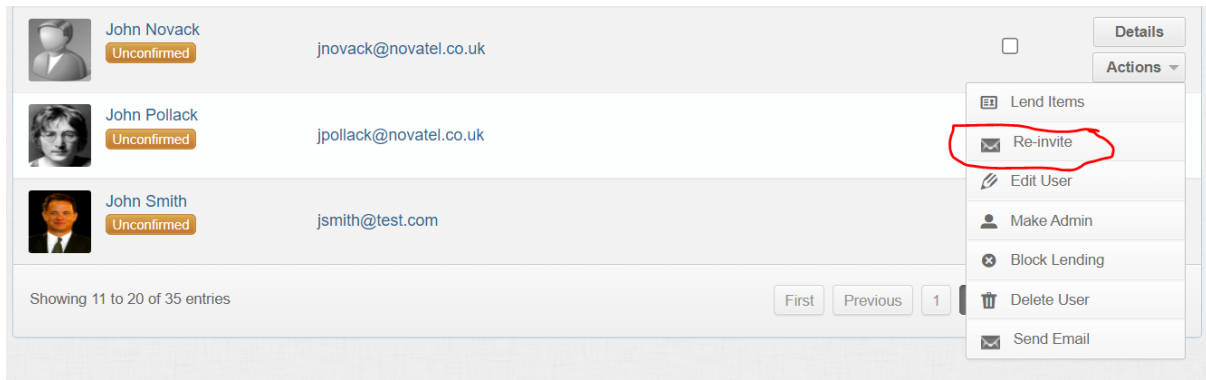 John Novack
Unconfirmed
jnovack@novatel.co.uk
Details
Actions
John Pollack
Unconfirmed
jpollack@novatel.co.uk
John Smith
Unconfirmed
jsmith@test.com
Lend Items
Re-invite
Edit User
Make Admin
Block Lending
Delete User
Send Email
Showing 11 to 20 of 35 entries
First Previous 1